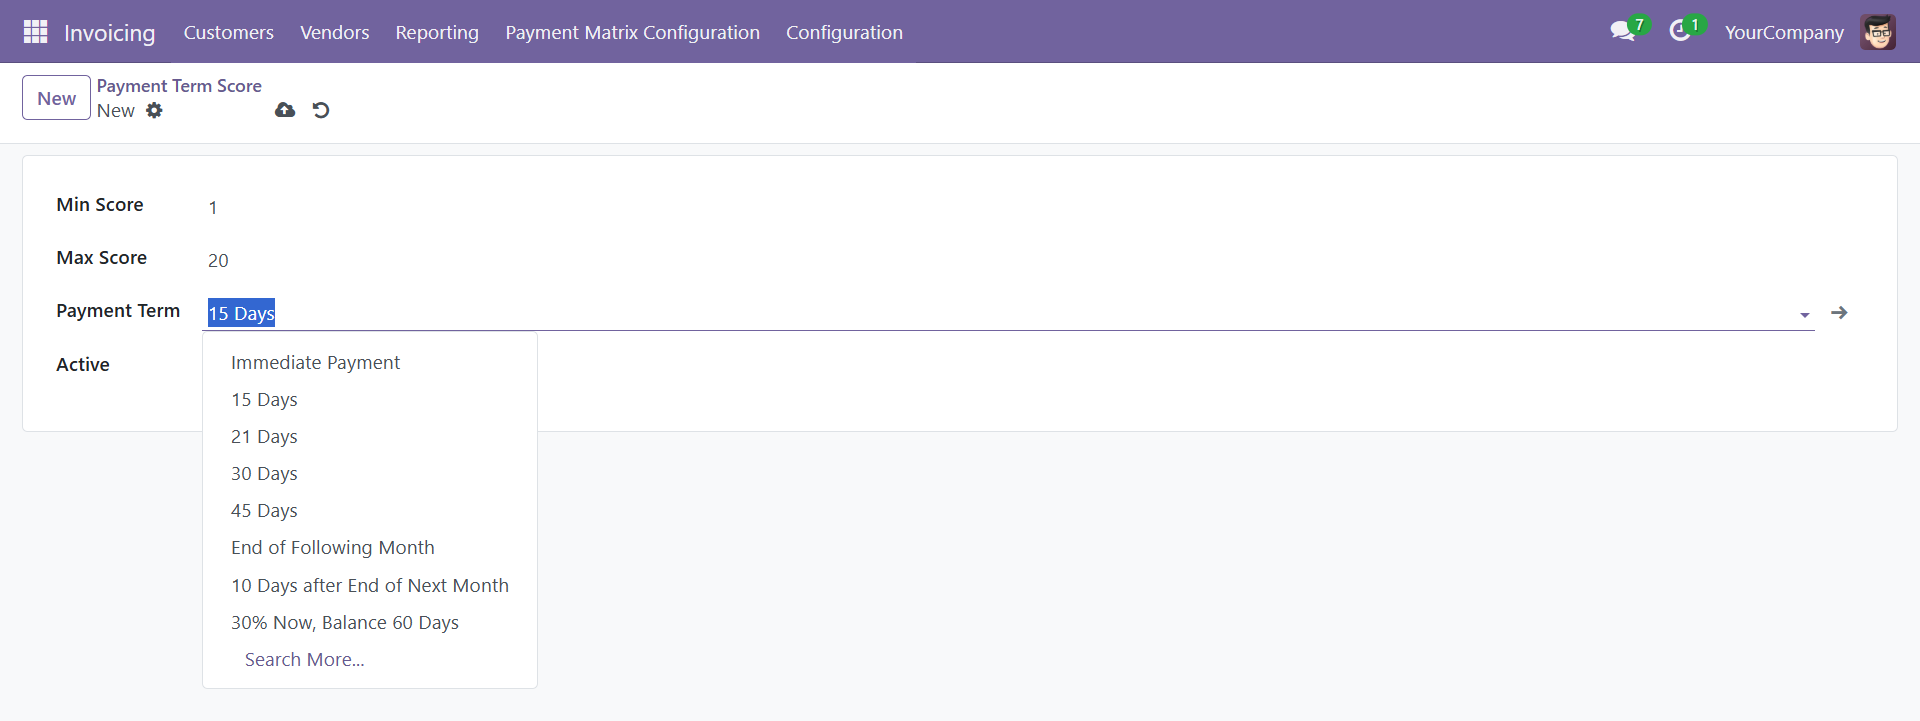 Invoicing Customers Vendors Reporting Payment Matrix Configuration Configuration 7 1 YourCompany
New
Payment Term Score
New
Min Score 1
Max Score 20
Payment Term 15 Days
Active
Immediate Payment
15 Days
21 Days
30 Days
45 Days
End of Following Month
10 Days after End of Next Month
30% Now, Balance 60 Days
Search More...